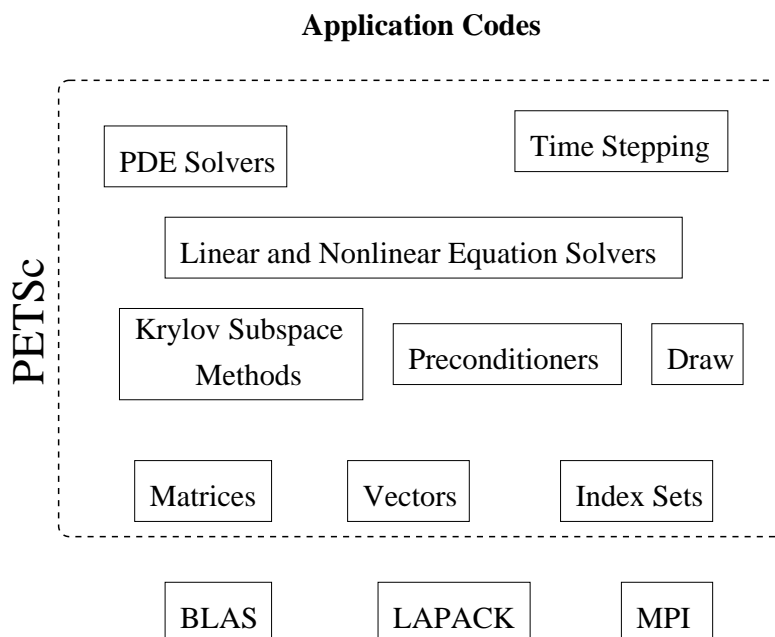 Application Codes
PETSc
PDE Solvers
Time Stepping
Linear and Nonlinear Equation Solvers
Krylov Subspace
Methods
Preconditioners
Draw
Matrices
Vectors
Index Sets
BLAS
LAPACK
MPI